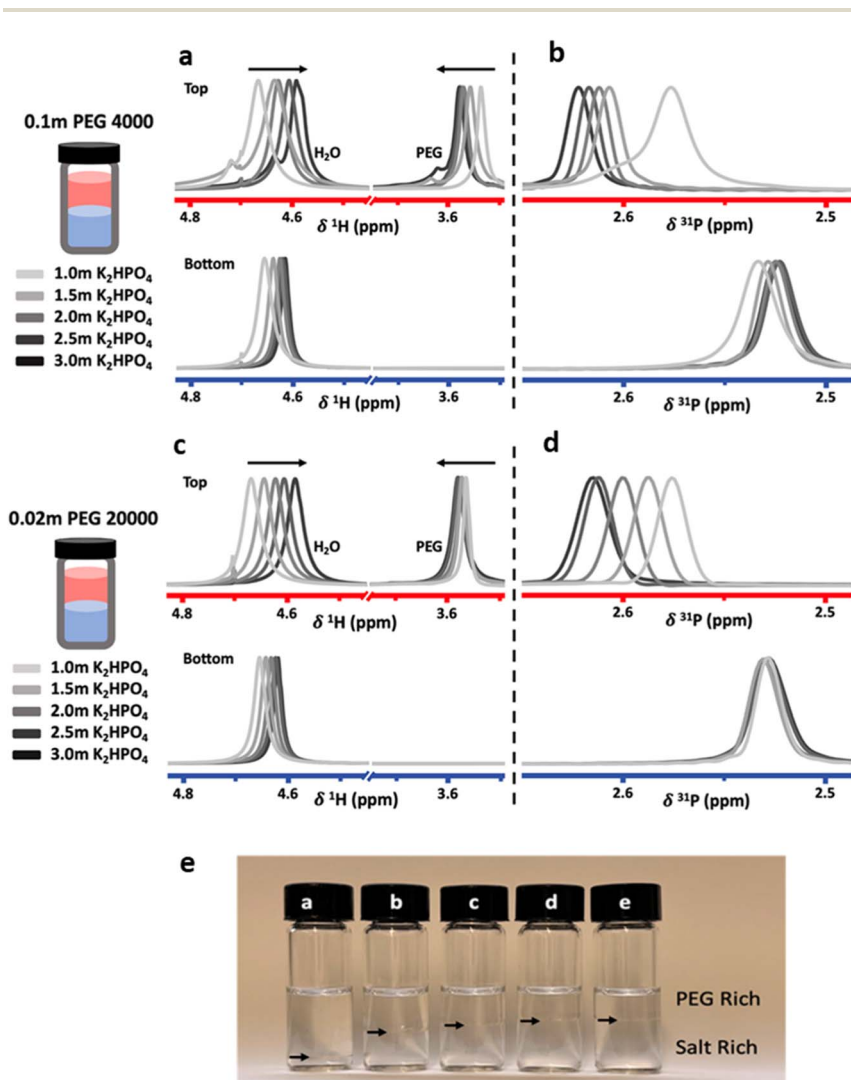 a
b
Top
0.1m PEG 4000
H₂O
PEG
4.8
4.6
3.6
2.6
2.5
δ ¹H (ppm)
δ ³¹P (ppm)
Bottom
1.0m K₂HPO₄
1.5m K₂HPO₄
2.0m K₂HPO₄
2.5m K₂HPO₄
3.0m K₂HPO₄
4.8
4.6
3.6
2.6
2.5
δ ¹H (ppm)
δ ³¹P (ppm)
c
d
Top
0.02m PEG 20000
H₂O
PEG
4.8
4.6
3.6
2.6
2.5
δ ¹H (ppm)
δ ³¹P (ppm)
Bottom
1.0m K₂HPO₄
1.5m K₂HPO₄
2.0m K₂HPO₄
2.5m K₂HPO₄
3.0m K₂HPO₄
4.8
4.6
3.6
2.6
2.5
δ ¹H (ppm)
δ ³¹P (ppm)
e
a b c d e
PEG Rich
Salt Rich